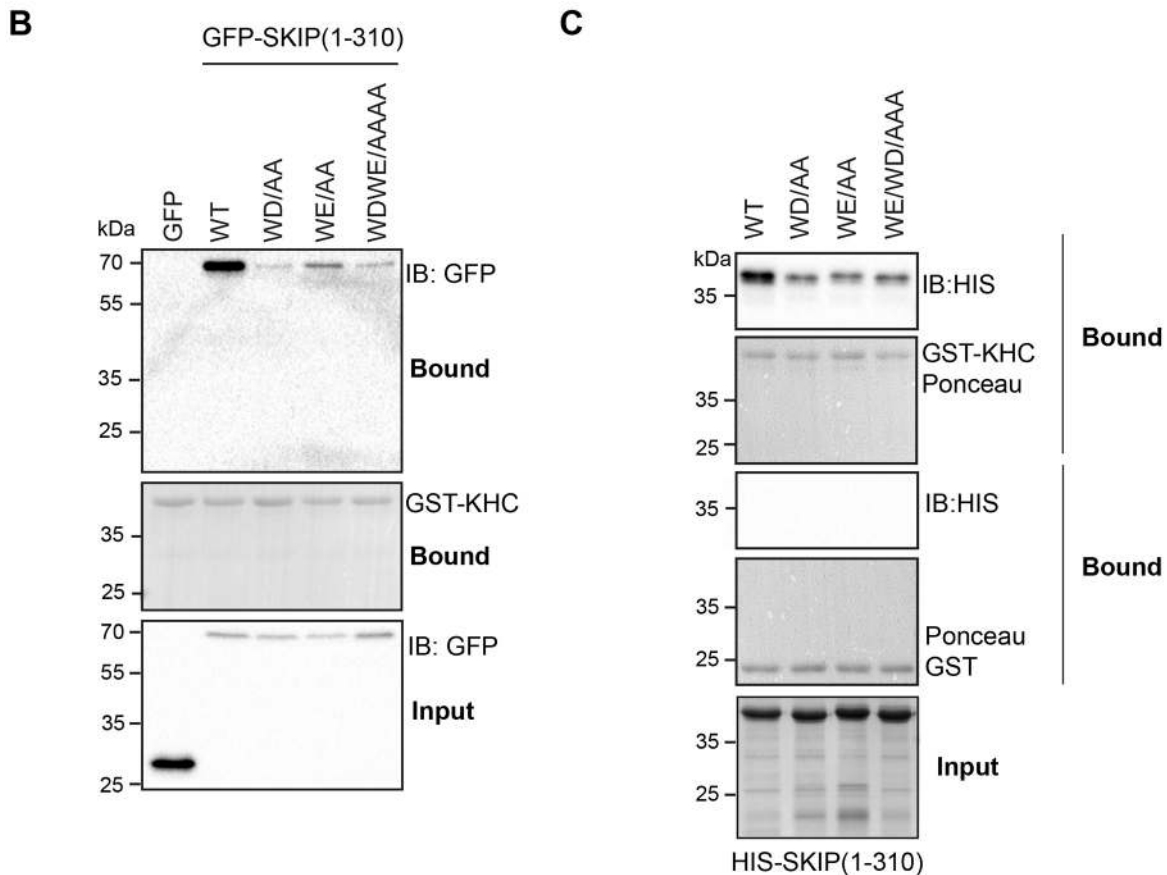 B
GFP-SKIP(1-310)
GFP
WT
WD/AA
WE/AA
WDWE/AAAA
kDa
70
55
35
25
IB: GFP
Bound
35
25
GST-KHC
Bound
70
55
35
25
IB: GFP
Input
C
WT
WD/AA
WE/AA
WE/WD/AAA
kDa
35
IB:HIS
35
25
GST-KHC
Ponceau
Bound
35
IB:HIS
35
25
Ponceau
GST
Bound
35
25
Input
HIS-SKIP(1-310)